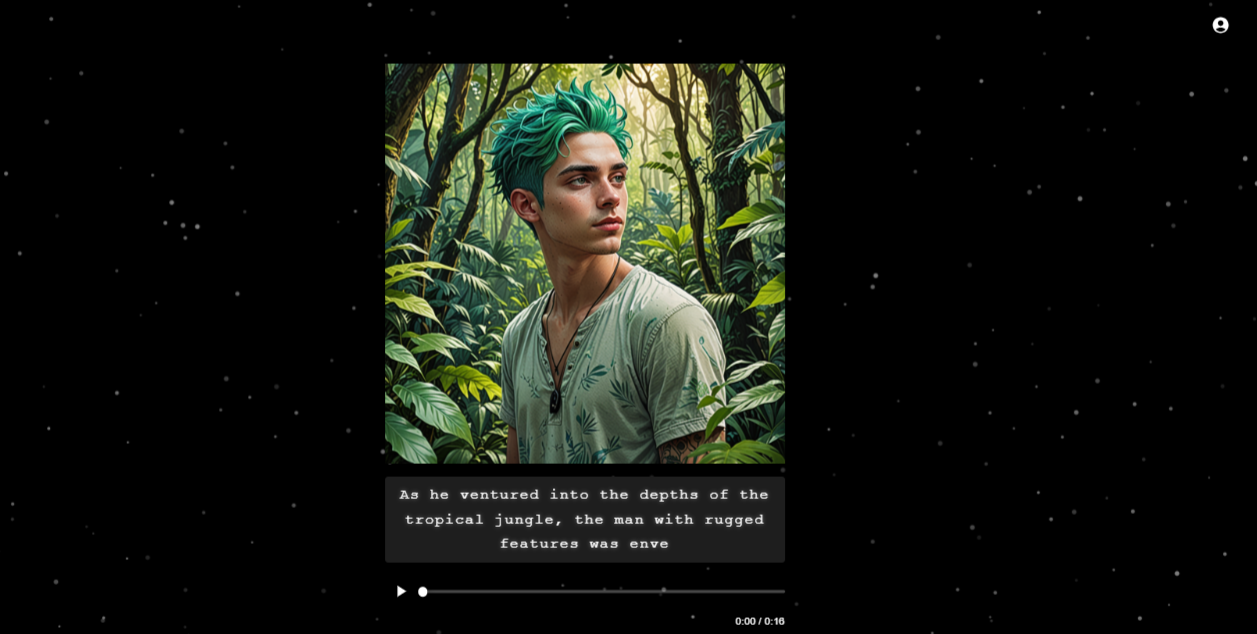 As he ventured into the depths of the
tropical jungle, the man with rugged
features was enve
0:00 / 0:16